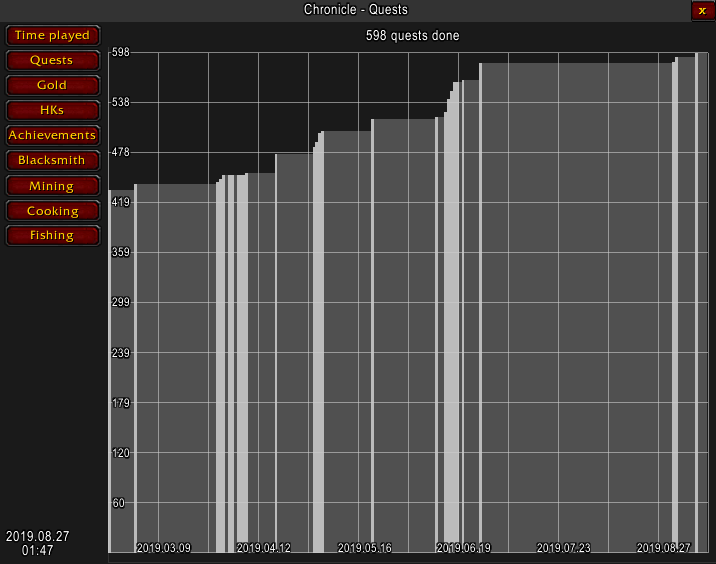 Chronicle - Quests
x
598 quests done
Time played
Quests
Gold
HKs
Achievements
Blacksmith
Mining
Cooking
Fishing
598
538
478
419
359
299
239
179
120
60
2019.03.09
2019.04.12
2019.05.16
2019.06.19
2019.07.23
2019.08.27
2019.08.27
01:47